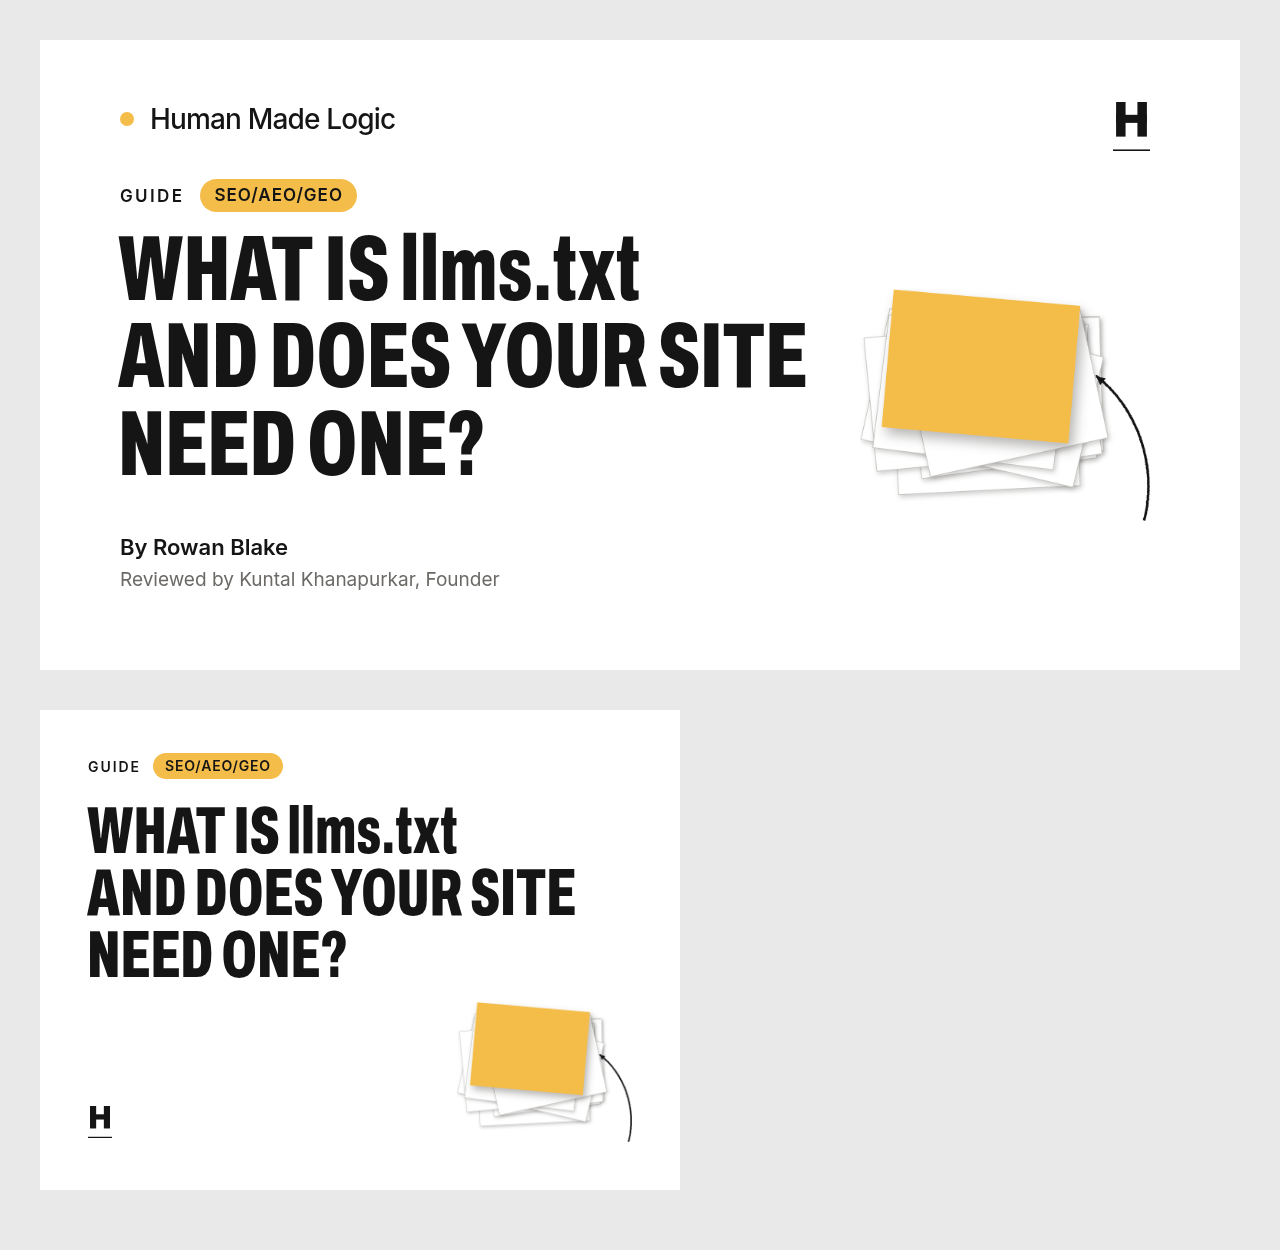 Human Made Logic
H
GUIDE SEO/AEO/GEO
WHAT IS llms.txt
AND DOES YOUR SITE
NEED ONE?
By Rowan Blake
Reviewed by Kuntal Khanapurkar, Founder
GUIDE SEO/AEO/GEO
WHAT IS llms.txt
AND DOES YOUR SITE
NEED ONE?
H